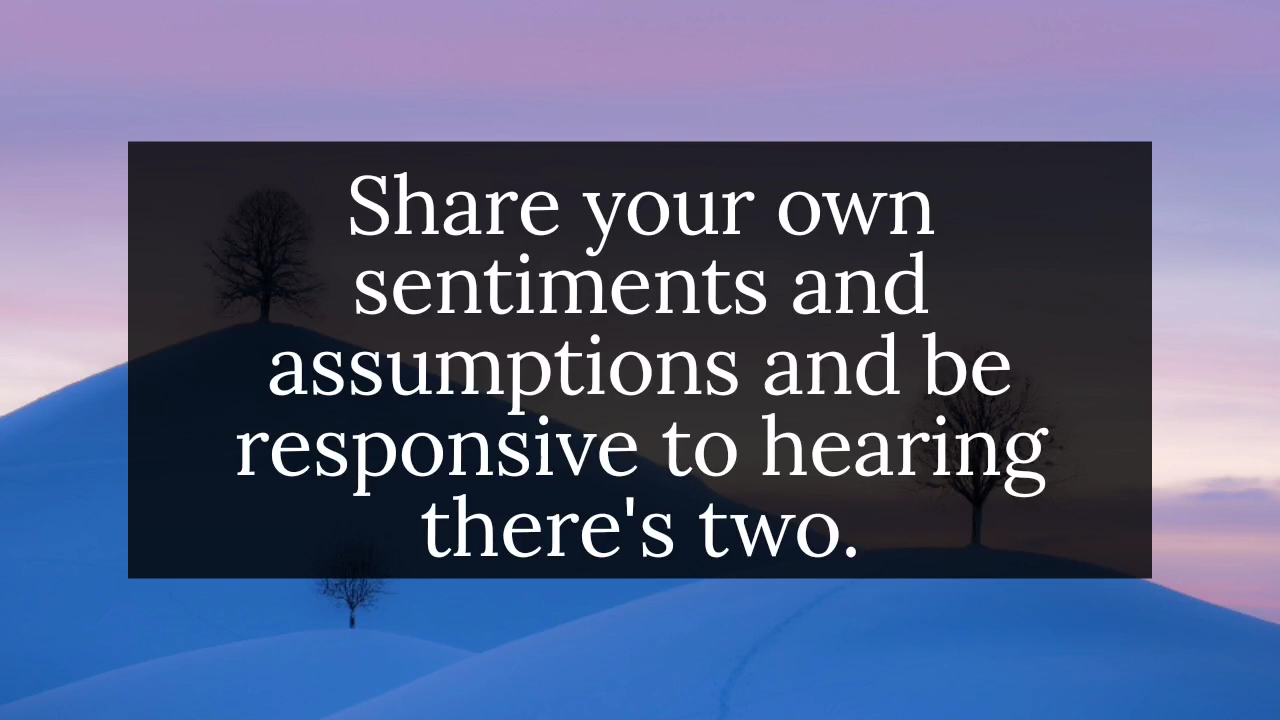 Share your own
sentiments and
assumptions and be
responsive to hearing
there's two.